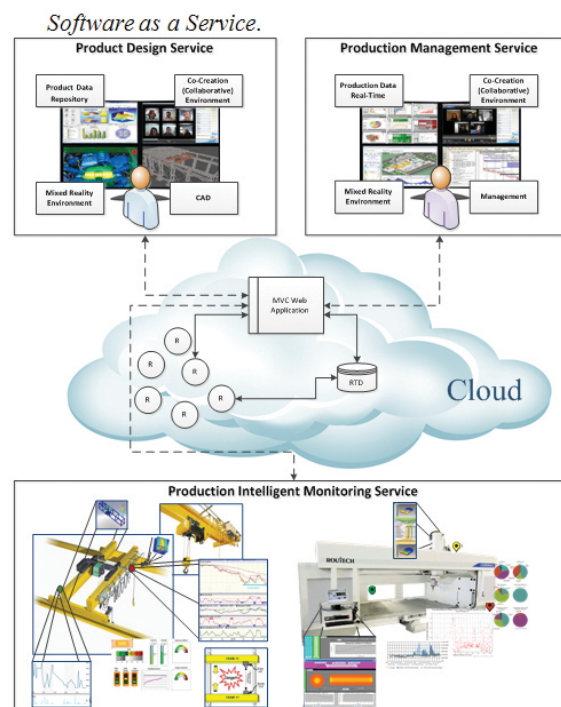 Software as a Service.
Product Design Service
Product Data
Repository
Co-Creation
(Collaborative)
Environment
Mixed Reality
Environment
CAD
Production Management Service
Production Data
Real-Time
Co-Creation
(Collaborative)
Environment
Mixed Reality
Environment
Management
MVC Web
Application
R
R
R
R
R
R
RTD
Cloud
Production Intelligent Monitoring Service
ROUTECH
Danger!